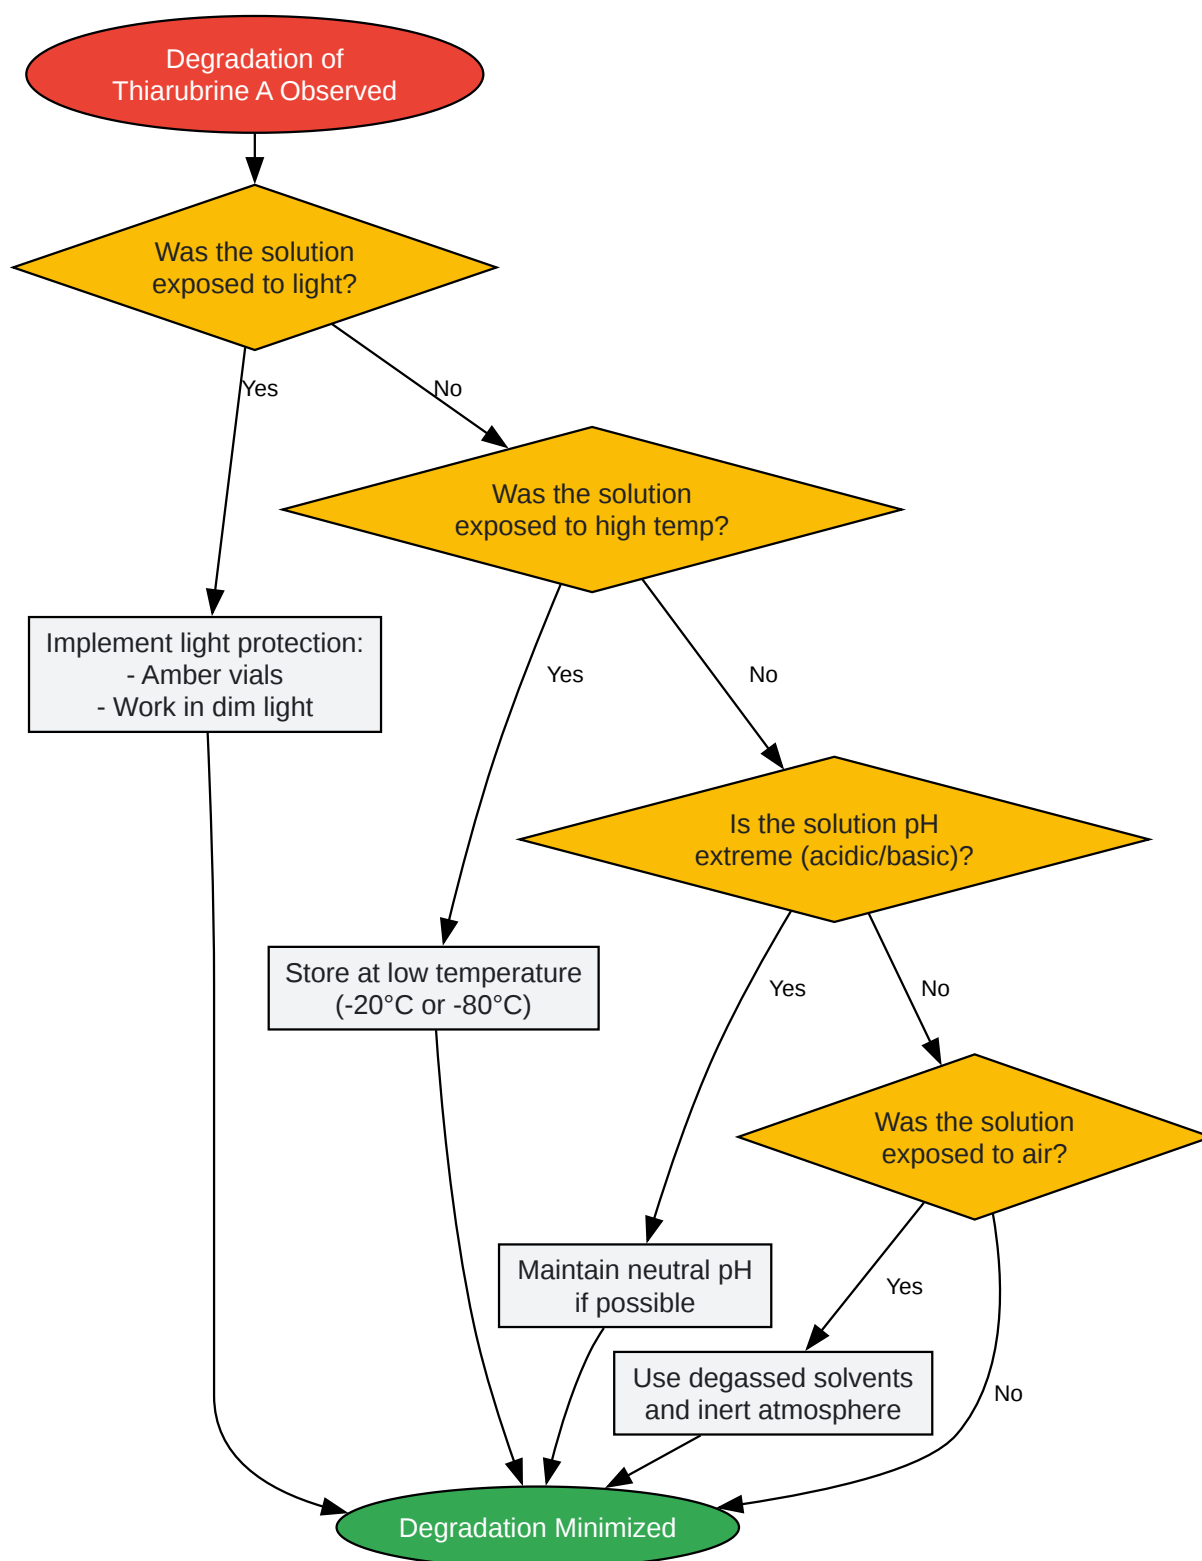 Degradation of
Thiarubrine A Observed
Was the solution
exposed to light?
Yes
No
Was the solution
exposed to high temp?
Implement light protection:
- Amber vials
- Work in dim light
Yes
No
Is the solution pH
extreme (acidic/basic)?
Store at low temperature
(-20°C or -80°C)
Yes
No
Was the solution
exposed to air?
Maintain neutral pH
if possible
Yes
Use degassed solvents
and inert atmosphere
No
Degradation Minimized